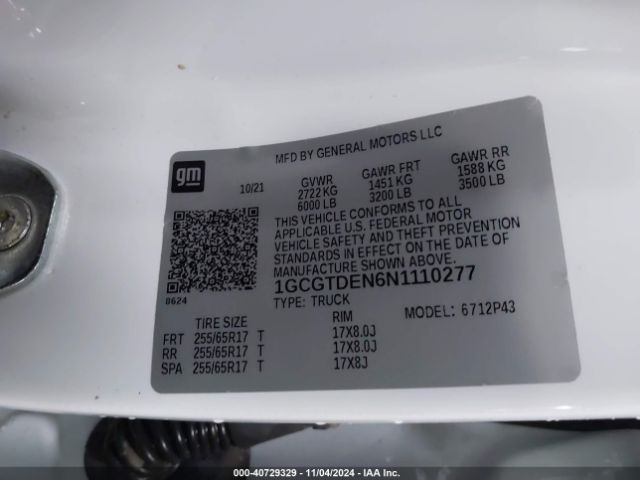 MFD BY GENERAL MOTORS LLC
gm
10/21
GVWR GAWR FRT GAWR RR
2722 KG 1451 KG 1588 KG
6000 LB 3200 LB 3500 LB
THIS VEHICLE CONFORMS TO ALL
APPLICABLE U.S. FEDERAL MOTOR
VEHICLE SAFETY AND THEFT PREVENTION
STANDARDS IN EFFECT ON THE DATE OF
MANUFACTURE SHOWN ABOVE.
8624
1GCGTDEN6N1110277
TYPE: TRUCK MODEL: 6712P43
TIRE SIZE RIM
FRT 255/65R17 T 17X8.0J
RR 255/65R17 T 17X8.0J
SPA 255/65R17 T 17X8J
000-40729329 - 11/04/2024 - IAA Inc.